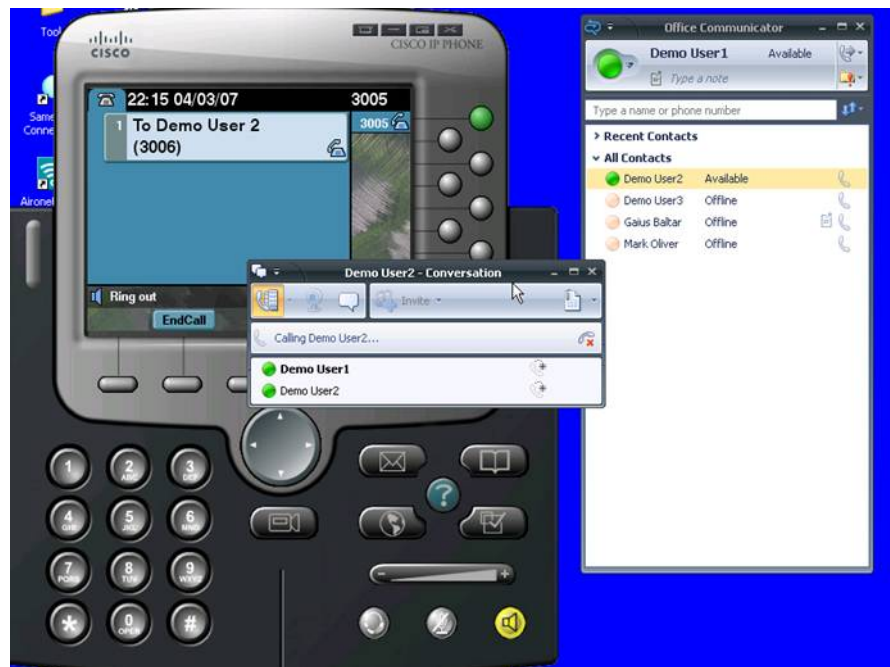 Tool
Same
Conne
Aironet
CISCO
CISCO IP PHONE
22:15 04/03/07 3005
1 To Demo User 2
(3006)
3005
Ring out
EndCall
1
2 ABC
3 DEF
4 GHI
5 JKL
6 MNO
7 PQRS
8 TUV
9 WXYZ
*
0 OPER
#
?
- +
Demo User2 - Conversation
Invite
Calling Demo User2...
Demo User1
Demo User2
Office Communicator
Demo User1 Available
Type a note
Type a name or phone number
Recent Contacts
All Contacts
Demo User2 Available
Demo User3 Offline
Gaius Baltar Offline
Mark Oliver Offline